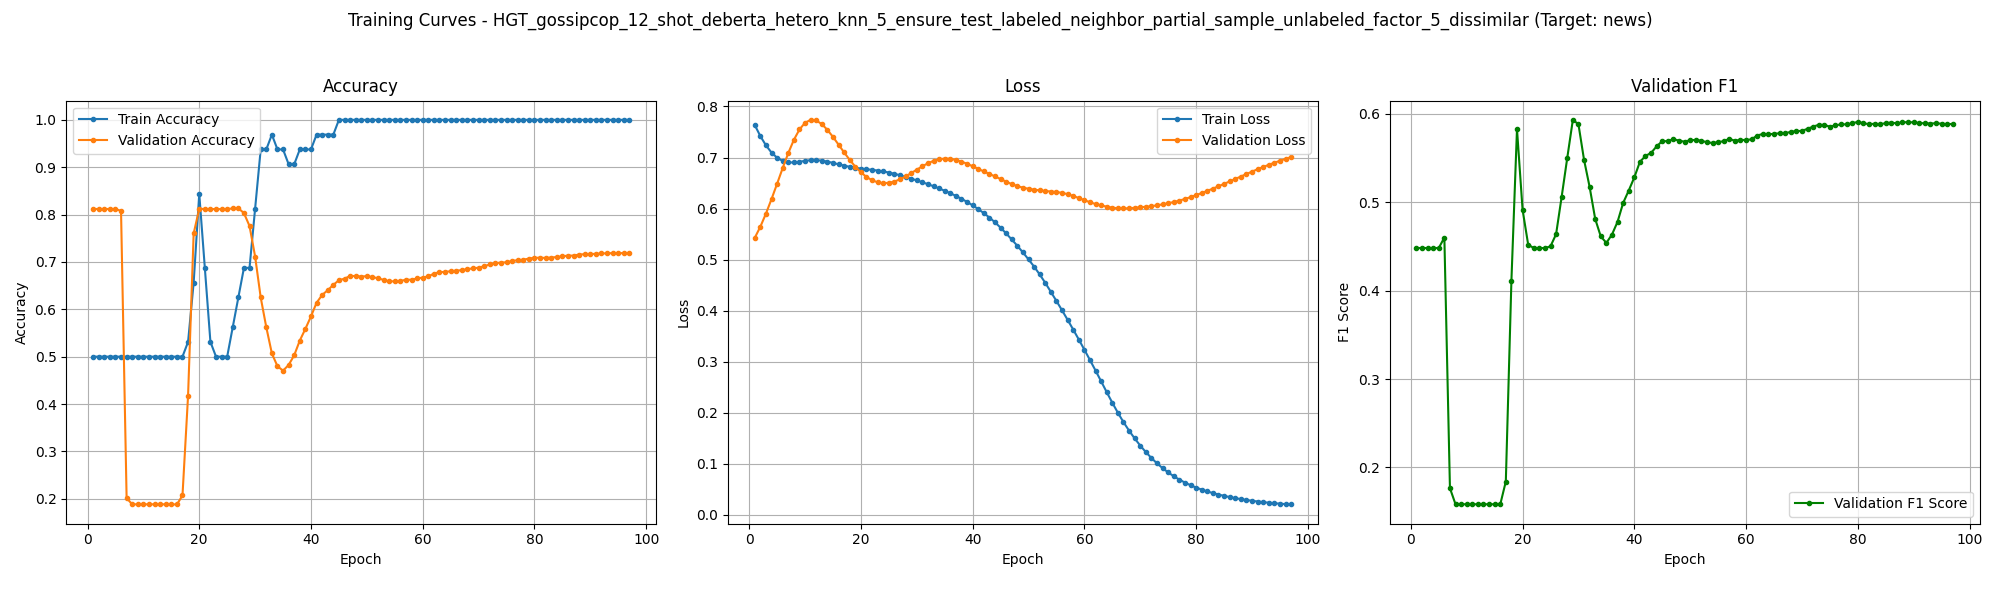 Training Curves - HGT_gossipcop_12_shot_deberta_hetero_knn_5_ensure_test_labeled_neighbor_partial_sample_unlabeled_factor_5_dissimilar (Target: news)
Accuracy
Train Accuracy
Validation Accuracy
Accuracy
1.0
0.9
0.8
0.7
0.6
0.5
0.4
0.3
0.2
0 20 40 60 80 100
Epoch
Loss
Train Loss
Validation Loss
Loss
0.8
0.7
0.6
0.5
0.4
0.3
0.2
0.1
0.0
0 20 40 60 80 100
Epoch
Validation F1
Validation F1 Score
F1 Score
0.6
0.5
0.4
0.3
0.2
0 20 40 60 80 100
Epoch